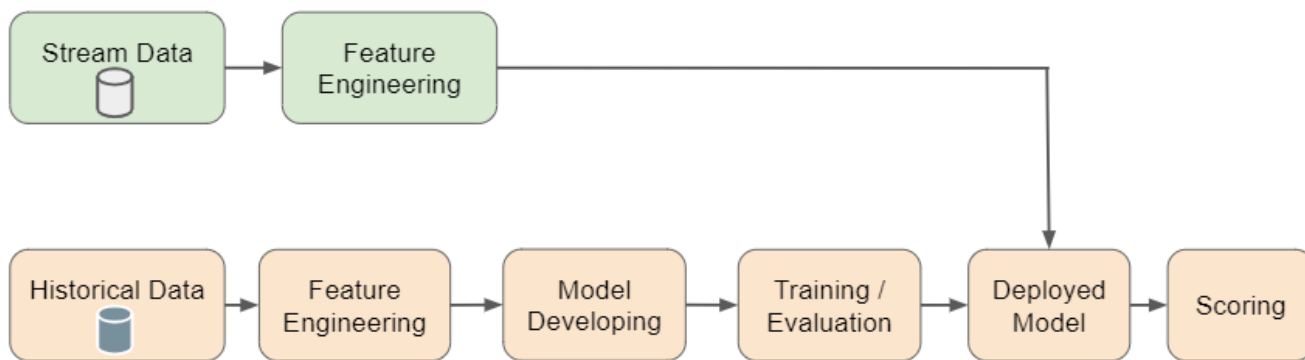 Stream Data
Feature
Engineering
Historical Data
Feature
Engineering
Model
Developing
Training /
Evaluation
Deployed
Model
Scoring